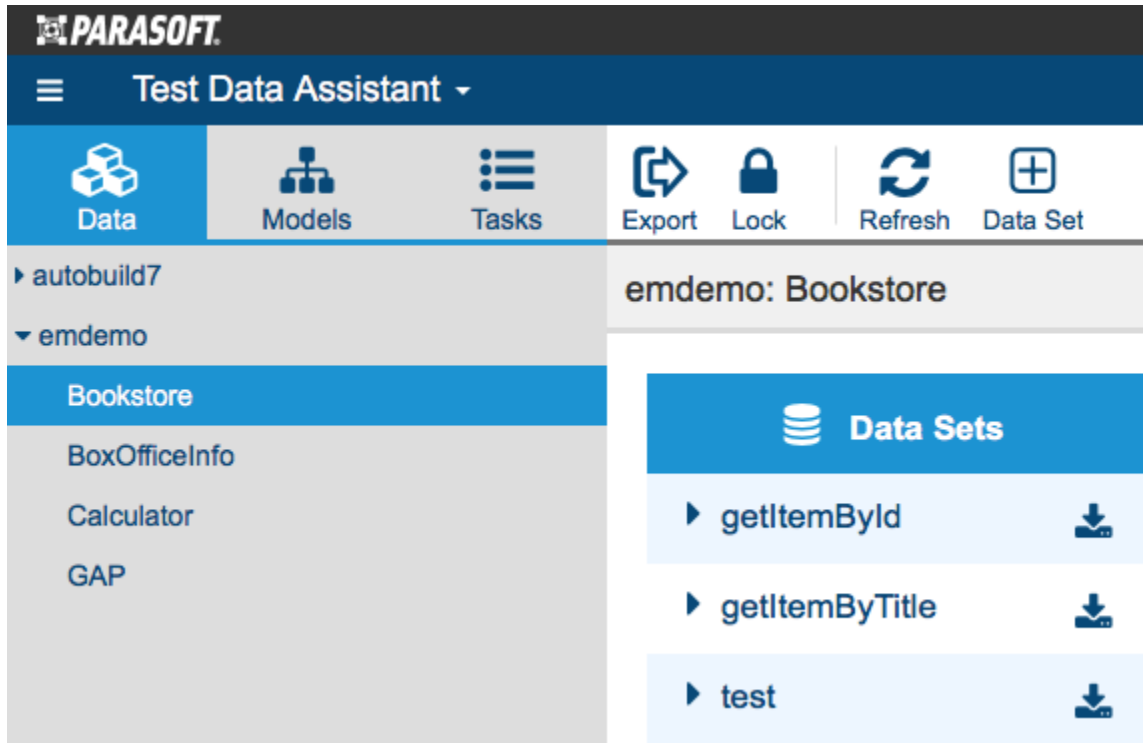 PARASOFT.
Test Data Assistant
Data Models Tasks Export Lock Refresh Data Set
autobuild7
emdemo
Bookstore
BoxOfficeInfo
Calculator
GAP
emdemo: Bookstore
Data Sets
getItemById
getItemByTitle
test